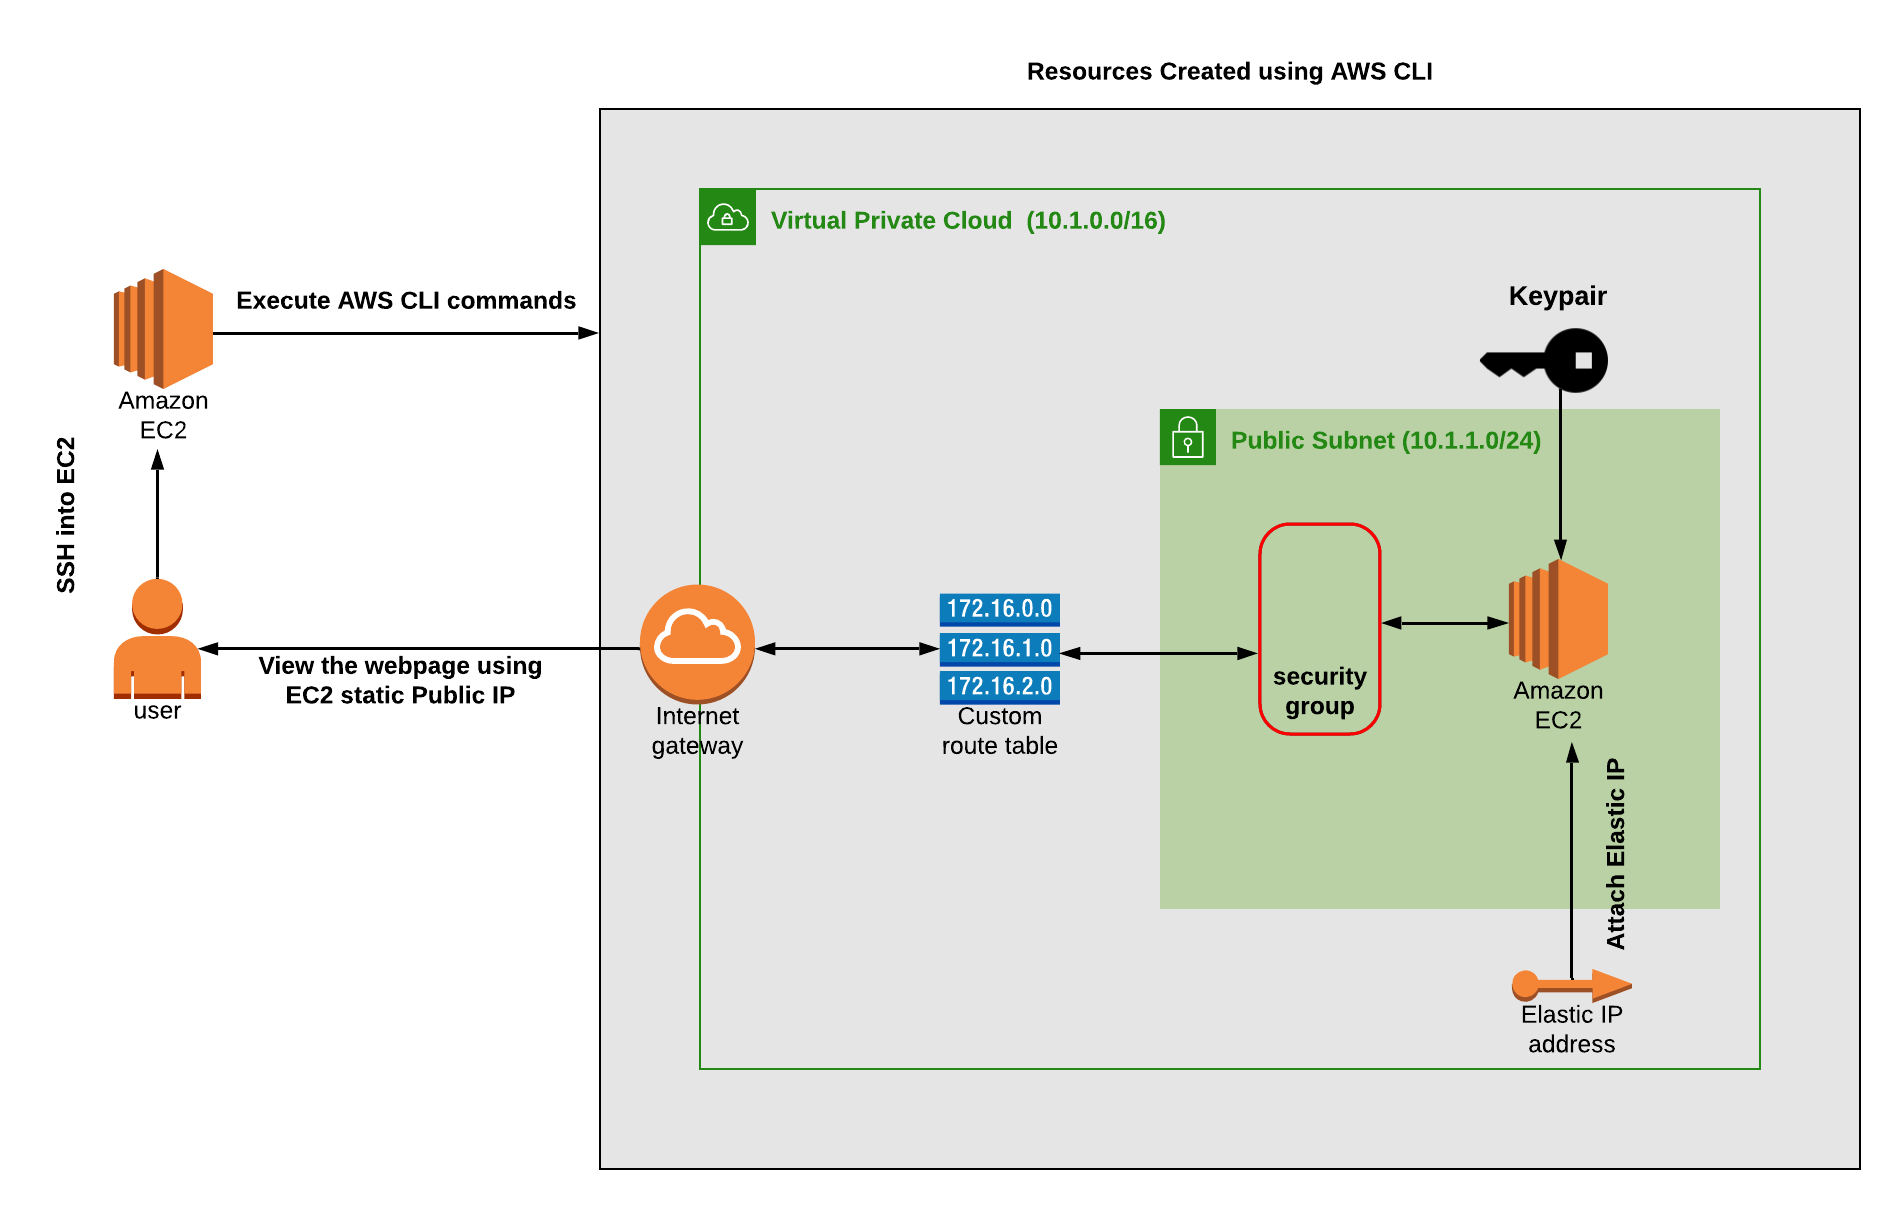 Resources Created using AWS CLI
Virtual Private Cloud (10.1.0.0/16)
Execute AWS CLI commands
Keypair
Amazon
EC2
Public Subnet (10.1.1.0/24)
SSH into EC2
172.16.0.0
172.16.1.0
172.16.2.0
View the webpage using
EC2 static Public IP
user
Internet
gateway
Custom
route table
security
group
Amazon
EC2
Attach Elastic IP
Elastic IP
address